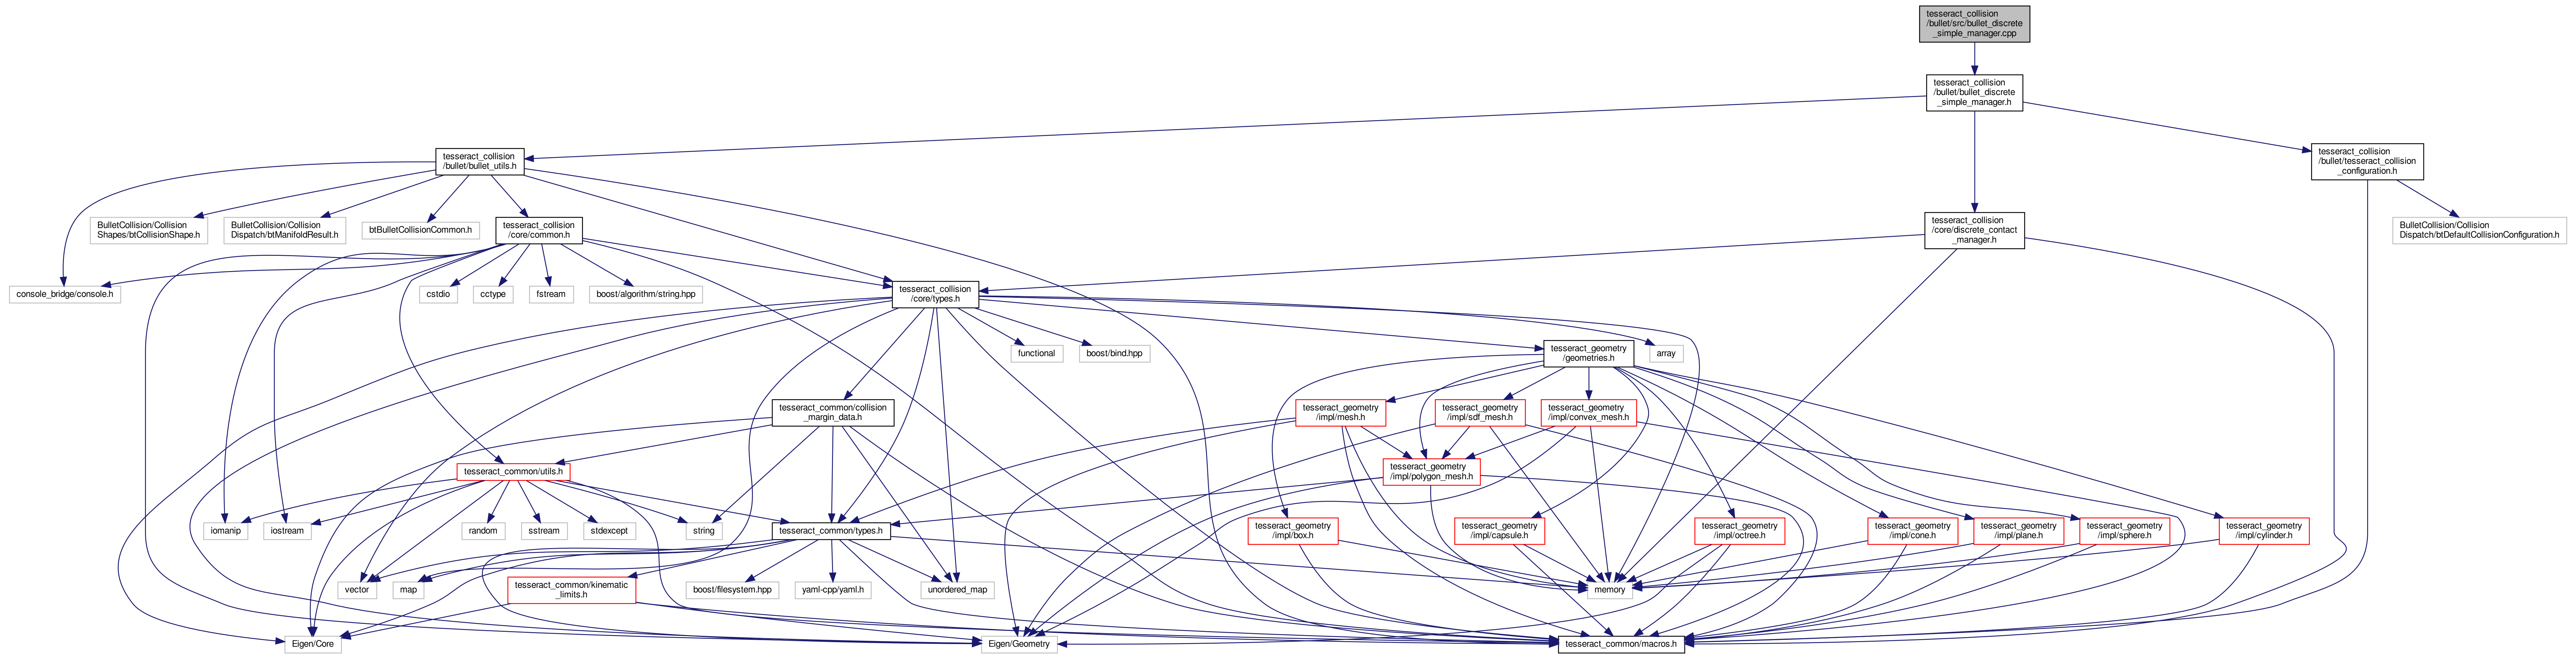 tesseract_collision
/bullet/src/bullet_discrete
_simple_manager.cpp
tesseract_collision
/bullet/bullet_discrete
_simple_manager.h
tesseract_collision
/bullet/bullet_utils.h
tesseract_collision
/bullet/tesseract_collision
_configuration.h
BulletCollision/Collision
Shapes/btCollisionShape.h
BulletCollision/Collision
Dispatch/btManifoldResult.h
btBulletCollisionCommon.h
tesseract_collision
/core/common.h
tesseract_collision
/core/discrete_contact
_manager.h
BulletCollision/Collision
Dispatch/btDefaultCollisionConfiguration.h
console_bridge/console.h
cstdio
cctype
fstream
boost/algorithm/string.hpp
tesseract_collision
/core/types.h
functional
boost/bind.hpp
tesseract_geometry
/geometries.h
array
tesseract_common/collision
_margin_data.h
tesseract_geometry
/impl/mesh.h
tesseract_geometry
/impl/sdf_mesh.h
tesseract_geometry
/impl/convex_mesh.h
tesseract_common/utils.h
tesseract_geometry
/impl/polygon_mesh.h
iomanip
iostream
random
sstream
stdexcept
string
tesseract_common/types.h
tesseract_geometry
/impl/box.h
tesseract_geometry
/impl/capsule.h
tesseract_geometry
/impl/octree.h
tesseract_geometry
/impl/cone.h
tesseract_geometry
/impl/plane.h
tesseract_geometry
/impl/sphere.h
tesseract_geometry
/impl/cylinder.h
vector
map
tesseract_common/kinematic
_limits.h
boost/filesystem.hpp
yaml-cpp/yaml.h
unordered_map
memory
Eigen/Core
Eigen/Geometry
tesseract_common/macros.h